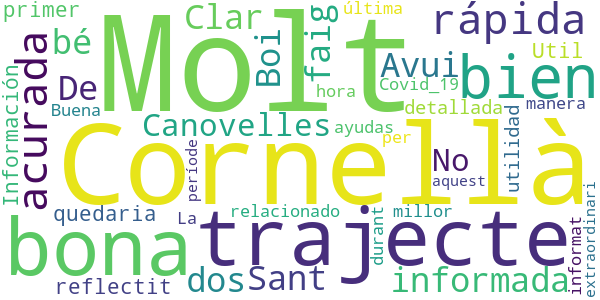 primer
Clar
última
rápida
Molt
faig
Boi
bé
acurada
De
Avui
Util
bien
Covid_19
hora
Información
Buena
detallada
manera
Canovelles
ayudas
per
Cornellà
No
utilidad
periode
aquest
quedaria
La
relacionado
millor
bona
trajecte
durant
informat
extraordinari
reflectit
dos
Sant
informada